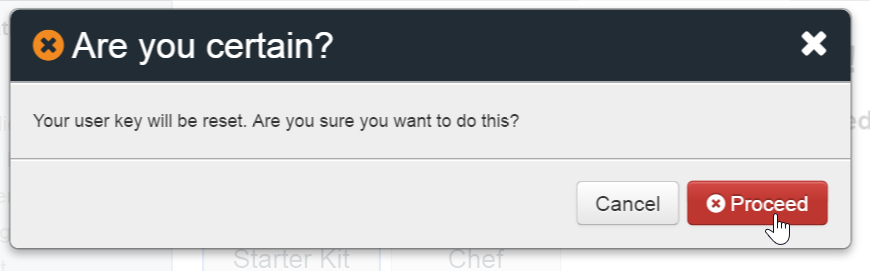 Are you certain?
Your user key will be reset. Are you sure you want to do this?
Cancel
Proceed
Starter Kit
Chef